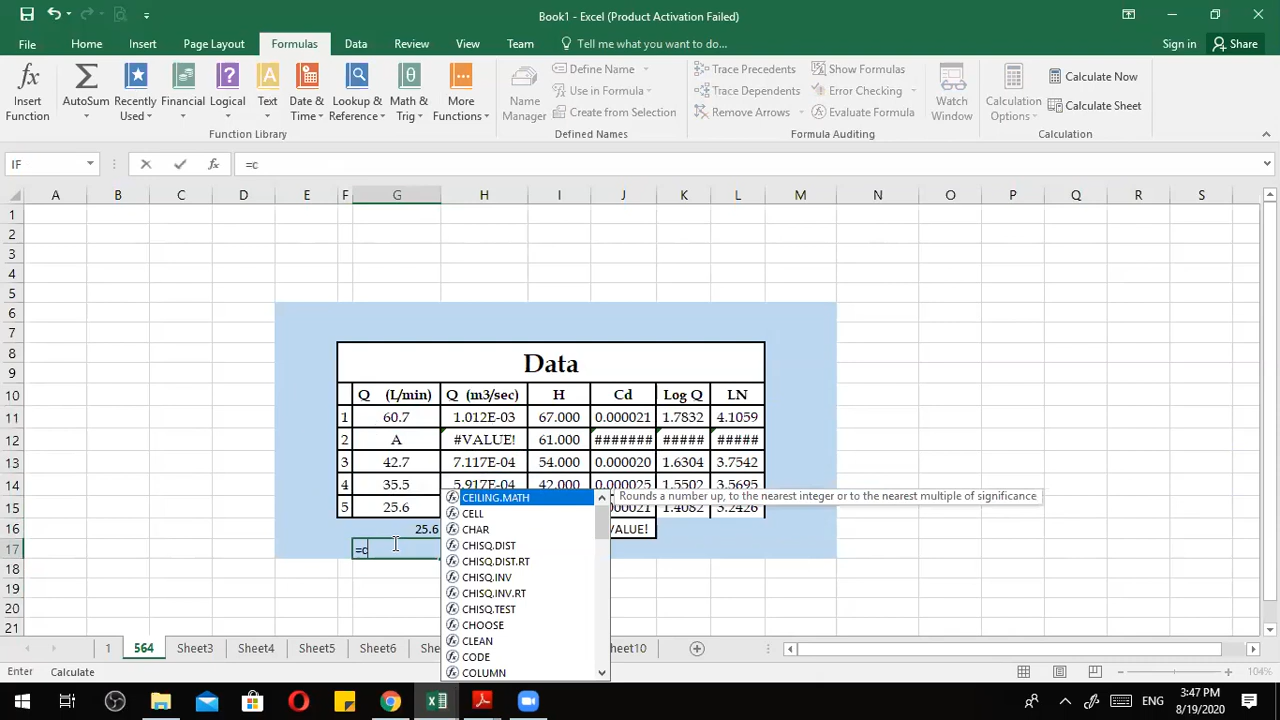 Book1 - Excel (Product Activation Failed)
File Home Insert Page Layout Formulas Data Review View Team Tell me what you want to do... Sign in Share
Insert Function
AutoSum
Recently Used
Financial
Logical
Text
Date & Time
Lookup & Reference
Math & Trig
More Functions
Function Library
Name Manager
Define Name
Use in Formula
Create from Selection
Defined Names
Trace Precedents
Trace Dependents
Remove Arrows
Show Formulas
Error Checking
Evaluate Formula
Formula Auditing
Watch Window
Calculation Options
Calculate Now
Calculate Sheet
Calculation
IF fx =c
A B C D E F G H I J K L M N O P Q R S
1
2
3
4
5
6
7
8 Data
9
10 Q (L/min) Q (m3/sec) H Cd Log Q LN
11 1 60.7 1.012E-03 67.000 0.000021 1.7832 4.1059
12 2 A #VALUE! 61.000 ####### ##### #####
13 3 42.7 7.117E-04 54.000 0.000020 1.6304 3.7542
14 4 35.5 5.917E-04 42.000 0.000025 1.5502 3.5695
15 5 25.6 000021 1.4082 3.2426
16 25.6 VALUE!
17 =c
18
19
20
21
CEILING.MATH Rounds a number up, to the nearest integer or to the nearest multiple of significance
CELL
CHAR
CHISQ.DIST
CHISQ.DIST.RT
CHISQ.INV
CHISQ.INV.RT
CHISQ.TEST
CHOOSE
CLEAN
CODE
COLUMN
1 564 Sheet3 Sheet4 Sheet5 Sheet6 She eet10
Enter Calculate 104%
ENG 3:47 PM
8/19/2020